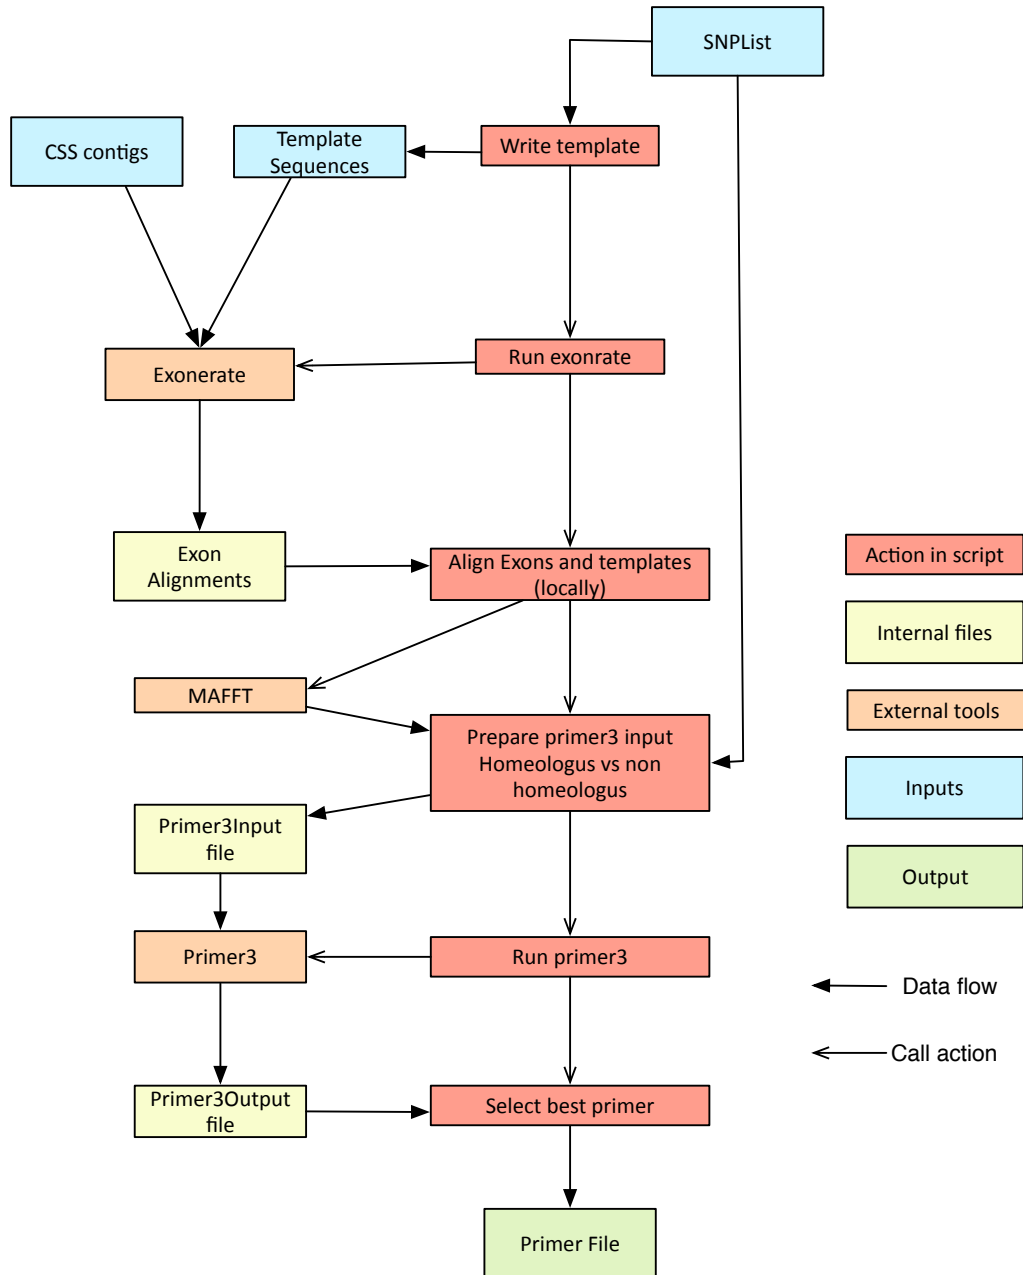 SNPList
CSS contigs
Template
Sequences
Write template
Exonerate
Run exonrate
Exon
Alignments
Align Exons and templates
(locally)
Action in script
Internal files
MAFFT
External tools
Prepare primer3 input
Homeologus vs non
homeologus
Inputs
Primer3Input
file
Output
Primer3
Run primer3
Data flow
Call action
Primer3Output
file
Select best primer
Primer File